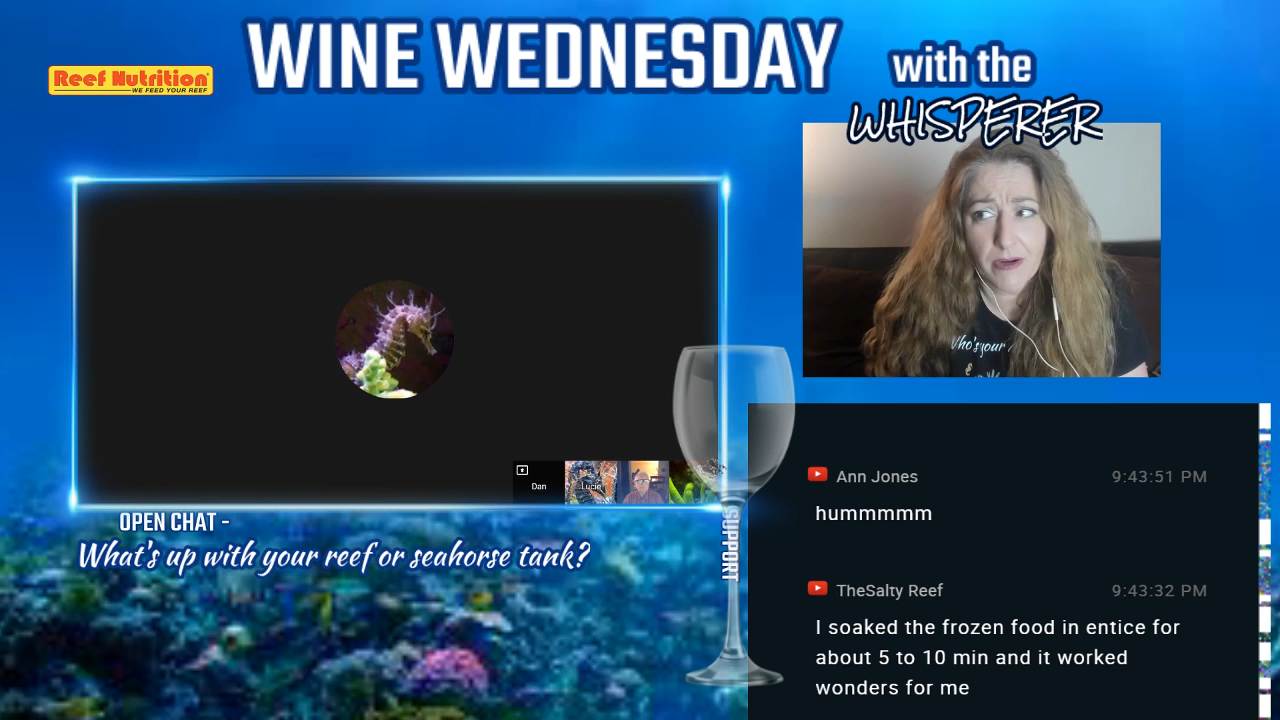 WINE WEDNESDAY
with the
WHISPERER
Reef Nutrition
WE FEED YOUR REEF
Who's your
Dan
Lucie
OPEN CHAT -
What's up with your reef or seahorse tank?
SUPPORT
Ann Jones 9:43:51 PM
hummmmm
TheSalty Reef 9:43:32 PM
I soaked the frozen food in entice for
about 5 to 10 min and it worked
wonders for me